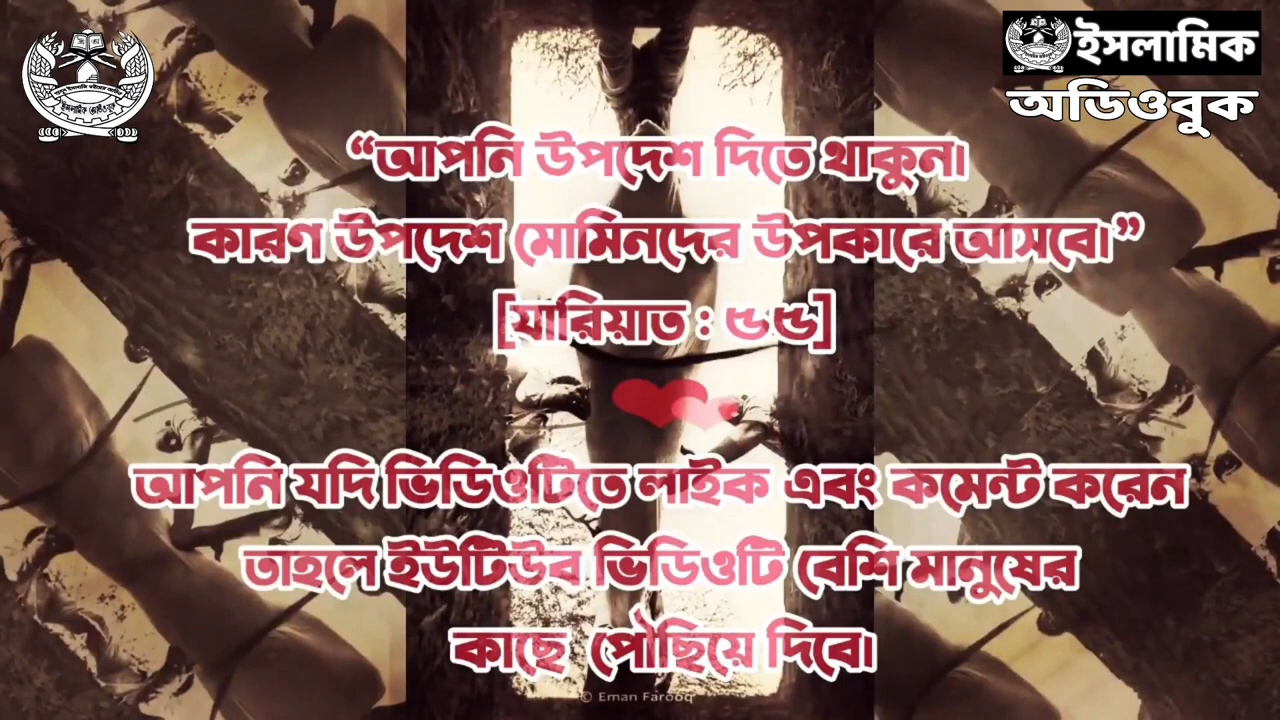 ইসলামিক
অডিওবুক
“আপনি উপদেশ দিতে থাকুন।
কারণ উপদেশ মোমিনদের উপকারে আসবে।”
[যারিয়াত : ৫৫]
আপনি যদি ভিডিওটিতে লাইক এবং কমেন্ট করেন
তাহলে ইউটিউব ভিডিওটি বেশি মানুষের
কাছে পৌছিয়ে দিবে।
© Eman Farooq